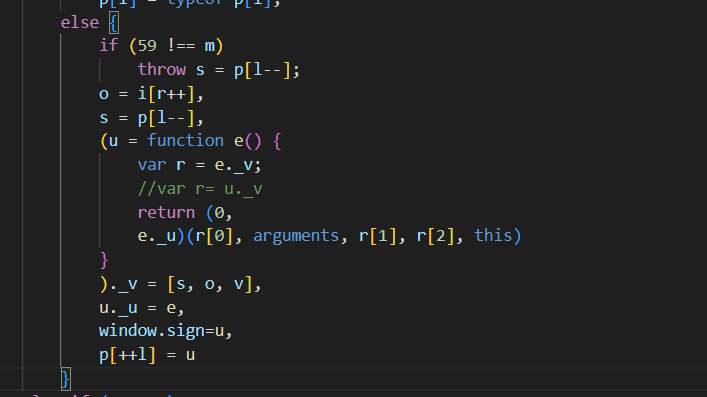 p[l] = typeof p[l];
else {
if (59 !== m)
throw s = p[l--];
o = i[r++],
s = p[l--],
(u = function e() {
var r = e._v;
//var r= u._v
return (0,
e._u)(r[0], arguments, r[1], r[2], this)
}
)._v = [s, o, v],
u._u = e,
window.sign=u,
p[++l] = u
}